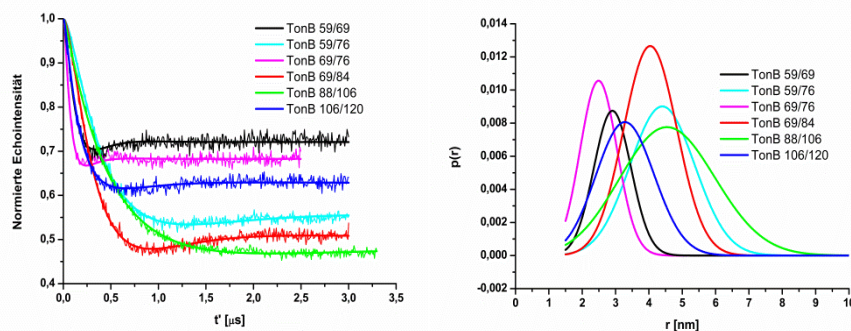 1,0
0,9
0,8
0,7
0,6
0,5
0,4
Normierte Echointensität
TonB 59/69
TonB 59/76
TonB 69/76
TonB 69/84
TonB 88/106
TonB 106/120
0,0 0,5 1,0 1,5 2,0 2,5 3,0 3,5
t' [µs]
0,014
0,012
0,010
0,008
0,006
0,004
0,002
0,000
-0,002
p(r)
TonB 59/69
TonB 59/76
TonB 69/76
TonB 69/84
TonB 88/106
TonB 106/120
0 1 2 3 4 5 6 7 8 9 10
r [nm]